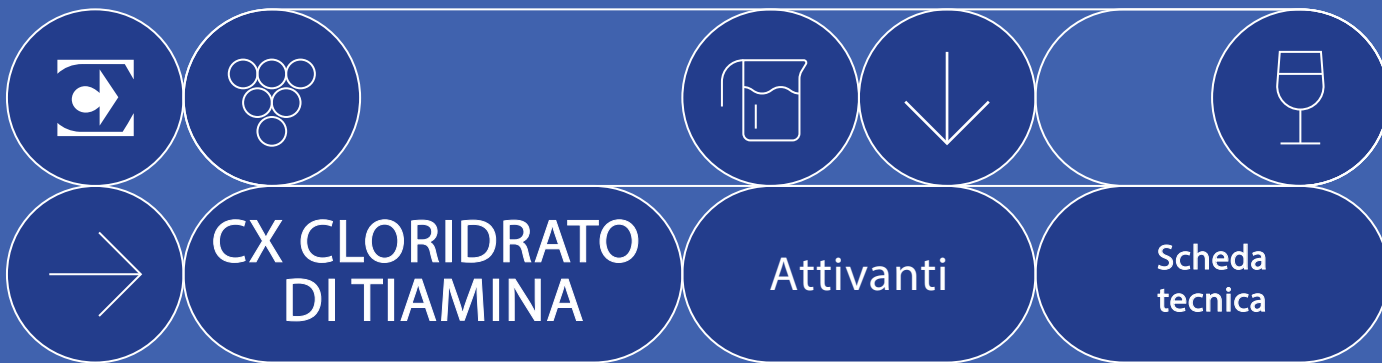 CX CLORIDRATO
DI TIAMINA
Attivanti
Scheda
tecnica